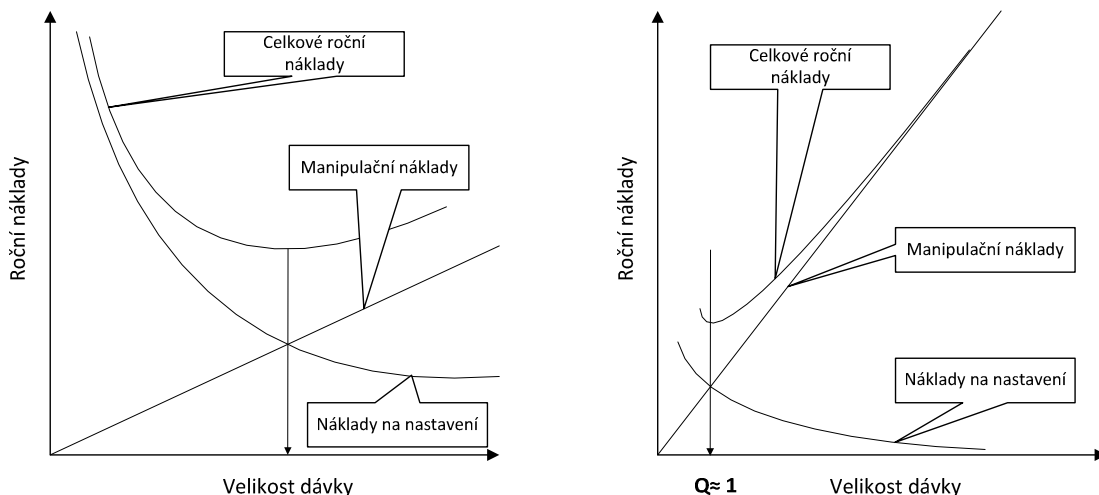 Celkové roční
náklady
Manipulační náklady
Náklady na nastavení
Roční náklady
Velikost dávky
Celkové roční
náklady
Manipulační náklady
Náklady na nastavení
Roční náklady
Q≈ 1
Velikost dávky